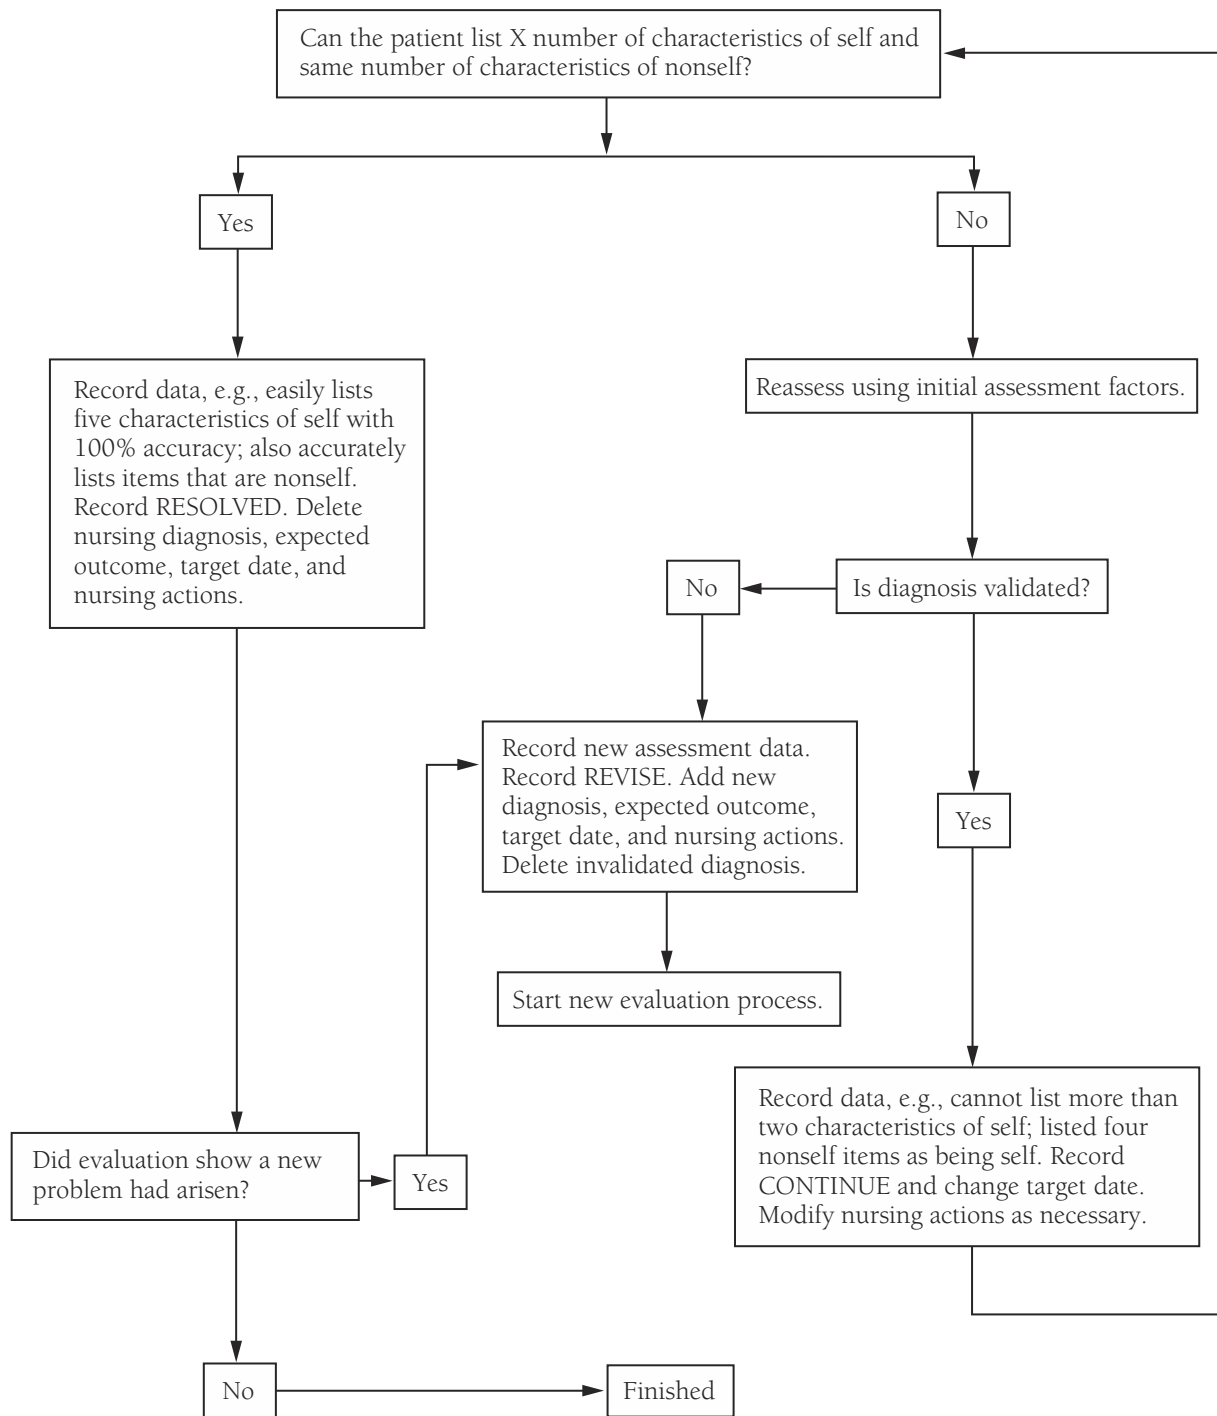 Can the patient list X number of characteristics of self and
same number of characteristics of nonself?
Yes
No
Record data, e.g., easily lists
five characteristics of self with
100% accuracy; also accurately
lists items that are nonself.
Record RESOLVED. Delete
nursing diagnosis, expected
outcome, target date, and
nursing actions.
Reassess using initial assessment factors.
No
Is diagnosis validated?
Record new assessment data.
Record REVISE. Add new
diagnosis, expected outcome,
target date, and nursing actions.
Delete invalidated diagnosis.
Yes
Start new evaluation process.
Record data, e.g., cannot list more than
two characteristics of self; listed four
nonself items as being self. Record
CONTINUE and change target date.
Modify nursing actions as necessary.
Did evaluation show a new
problem had arisen?
Yes
No
Finished